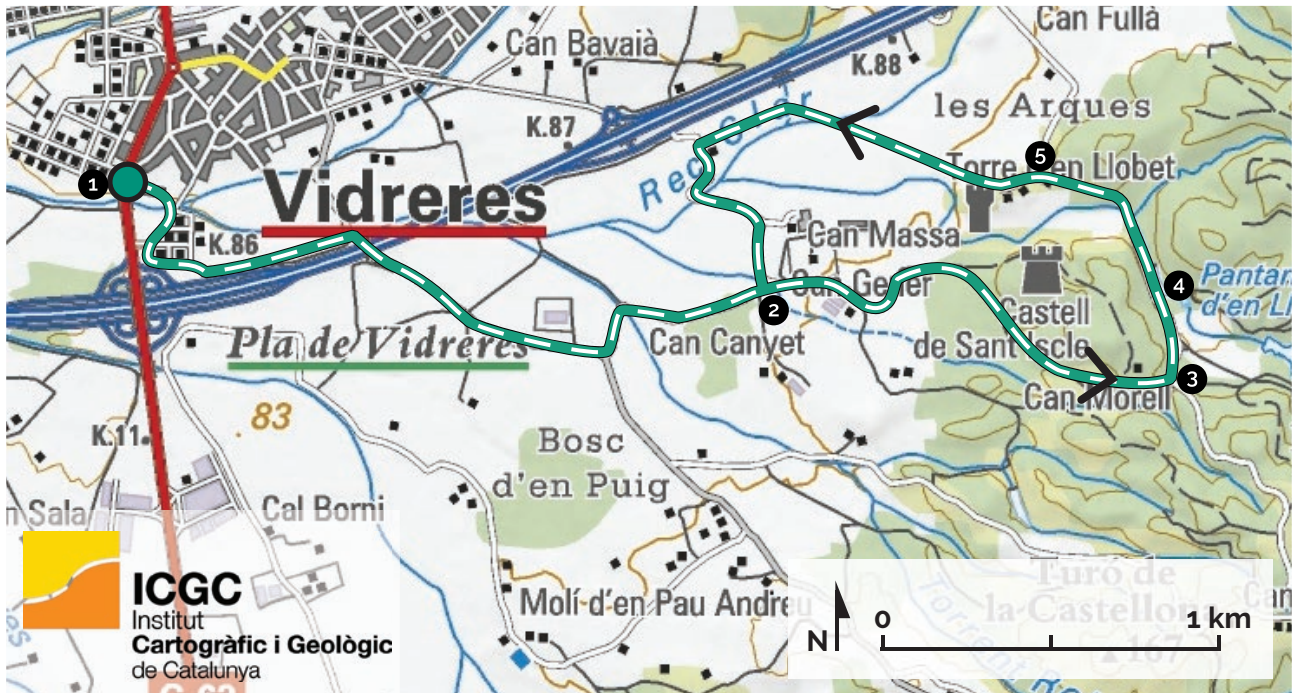 Can Fullà
Can Bavaià
K.88
les Arques
K.87
Rec Clar
5
Torre d'en Llobet
1
Vidreres
K.86
Can Massa
Can Gener
4
Pantan
d'en Ll
2
Castell
de Sant Iscle
Pla de Vidreres
Can Canyet
3
Can Morell
83
K.11
Bosc
d'en Puig
n Sala
Cal Borni
ICGC
Institut
Cartogràfic i Geològic
de Catalunya
Molí d'en Pau Andreu
Turó de
la Castellona
167
Can
Torrent
N
0
1 km